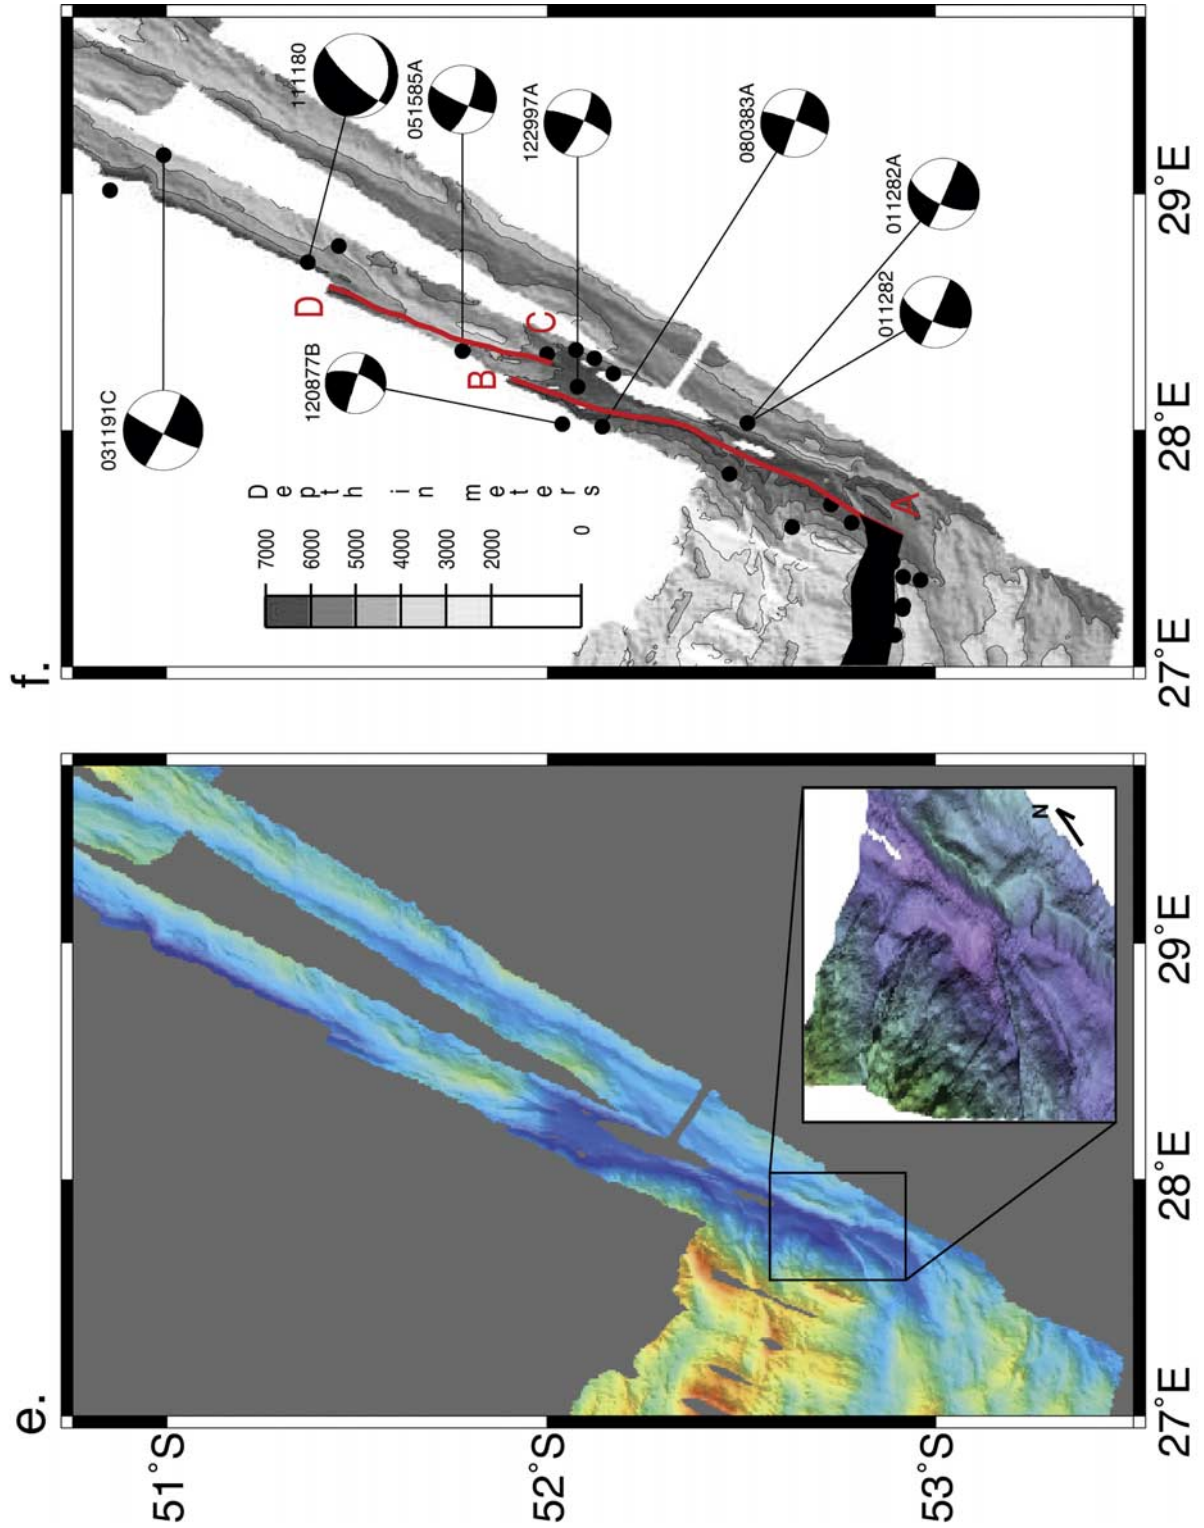 f.
111180
051585A
122997A
080383A
011282A
011282
031191C
120877B
D
B
C
A
Depth in meters
7000
6000
5000
4000
3000
2000
0
27°E
28°E
29°E
e.
N
51°S
52°S
53°S
27°E
28°E
29°E